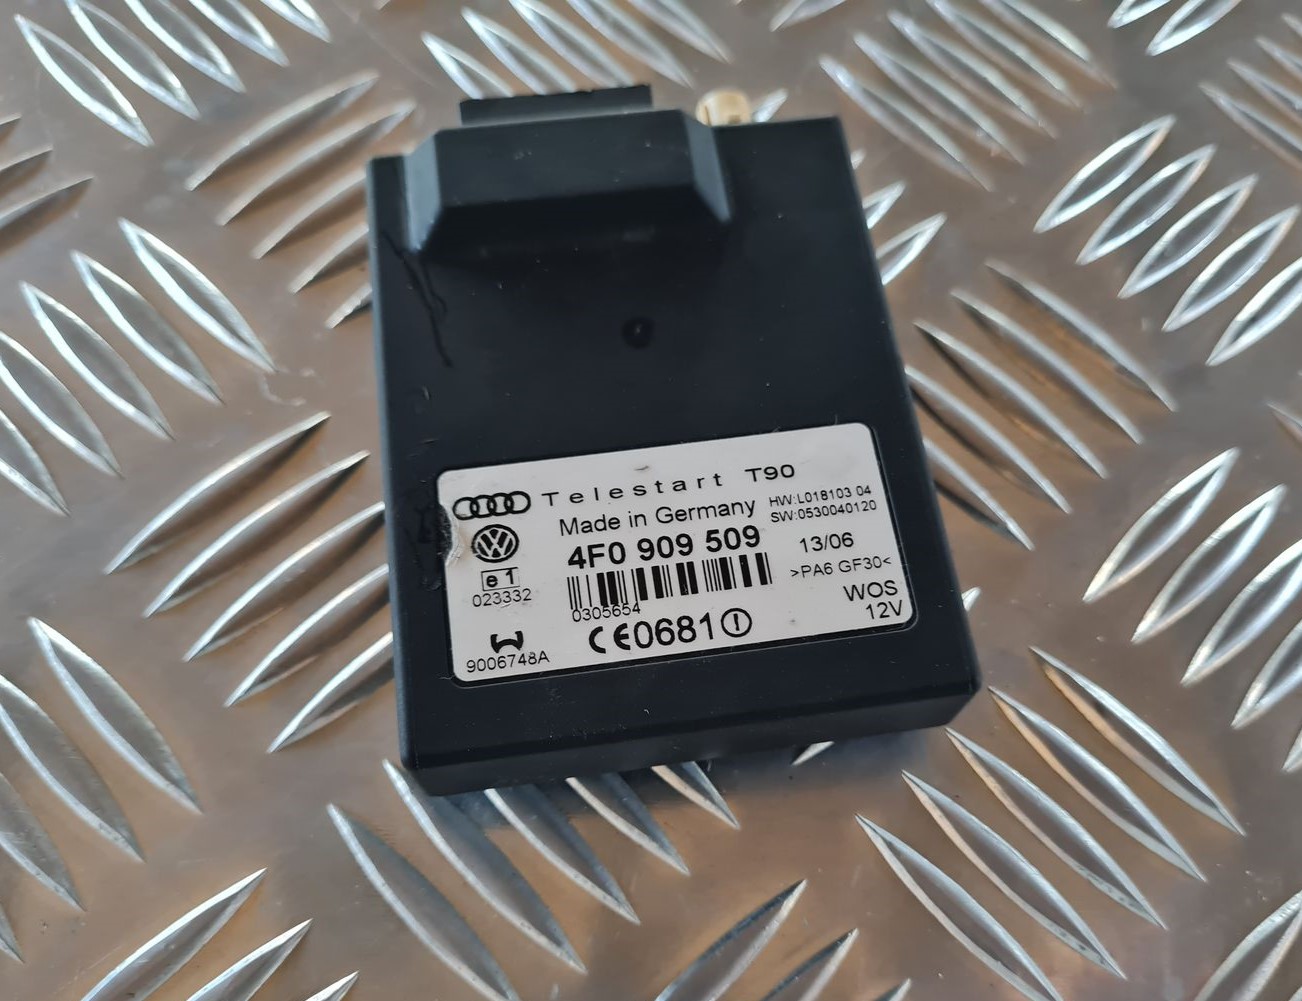 Telestart T90
Made in Germany
HW:L018103 04
SW:0530040120
4F0 909 509
13/06
>PA6 GF30<
e1
023332
0305654
WOS
12V
CE0681
9006748A